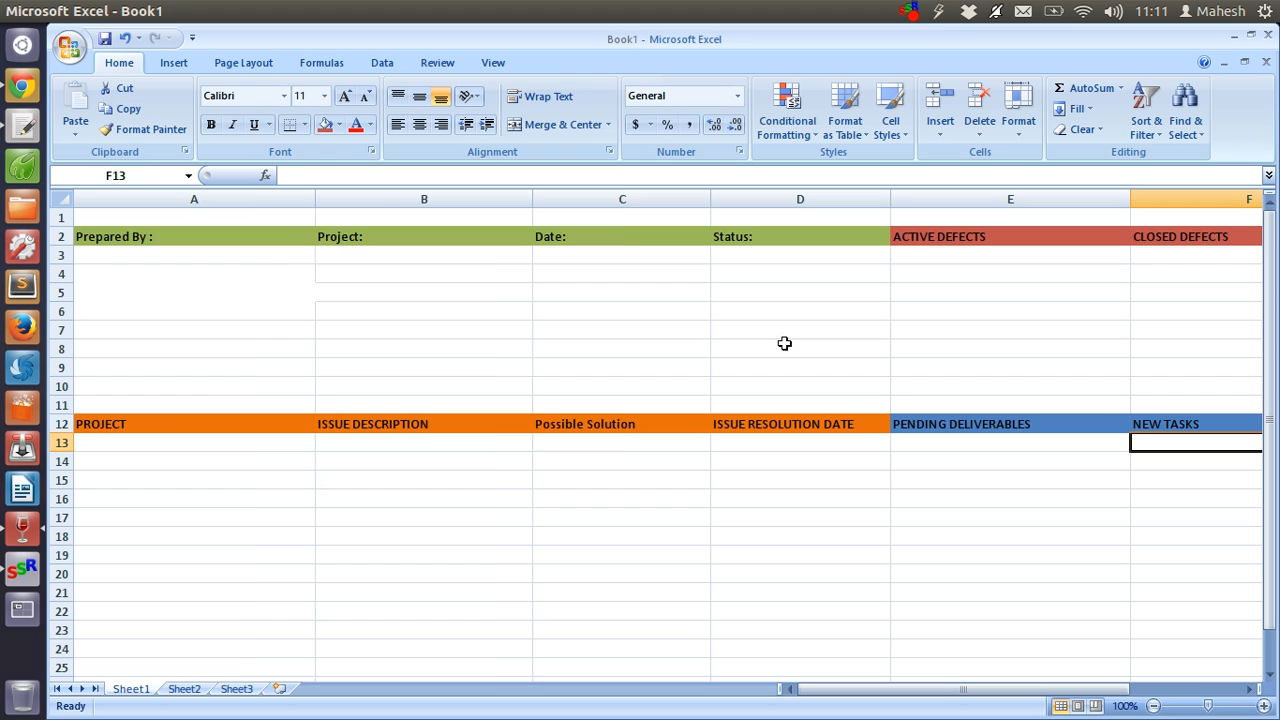 Microsoft Excel - Book1
11:11
Mahesh
Book1 - Microsoft Excel
Home Insert Page Layout Formulas Data Review View
Paste
Cut
Copy
Format Painter
Clipboard
Calibri 11
B I U
Font
Wrap Text
Merge & Center
Alignment
General
$ % ,
Number
Conditional Formatting
Format as Table
Cell Styles
Styles
Insert Delete Format
Cells
Σ AutoSum
Fill
Clear
Sort & Filter
Find & Select
Editing
F13 fx
A B C D E F
1
2 Prepared By : Project: Date: Status: ACTIVE DEFECTS CLOSED DEFECTS
3
4
5
6
7
8
9
10
11
12 PROJECT ISSUE DESCRIPTION Possible Solution ISSUE RESOLUTION DATE PENDING DELIVERABLES NEW TASKS
13
14
15
16
17
18
19
20
21
22
23
24
25
Sheet1 Sheet2 Sheet3
Ready 100%